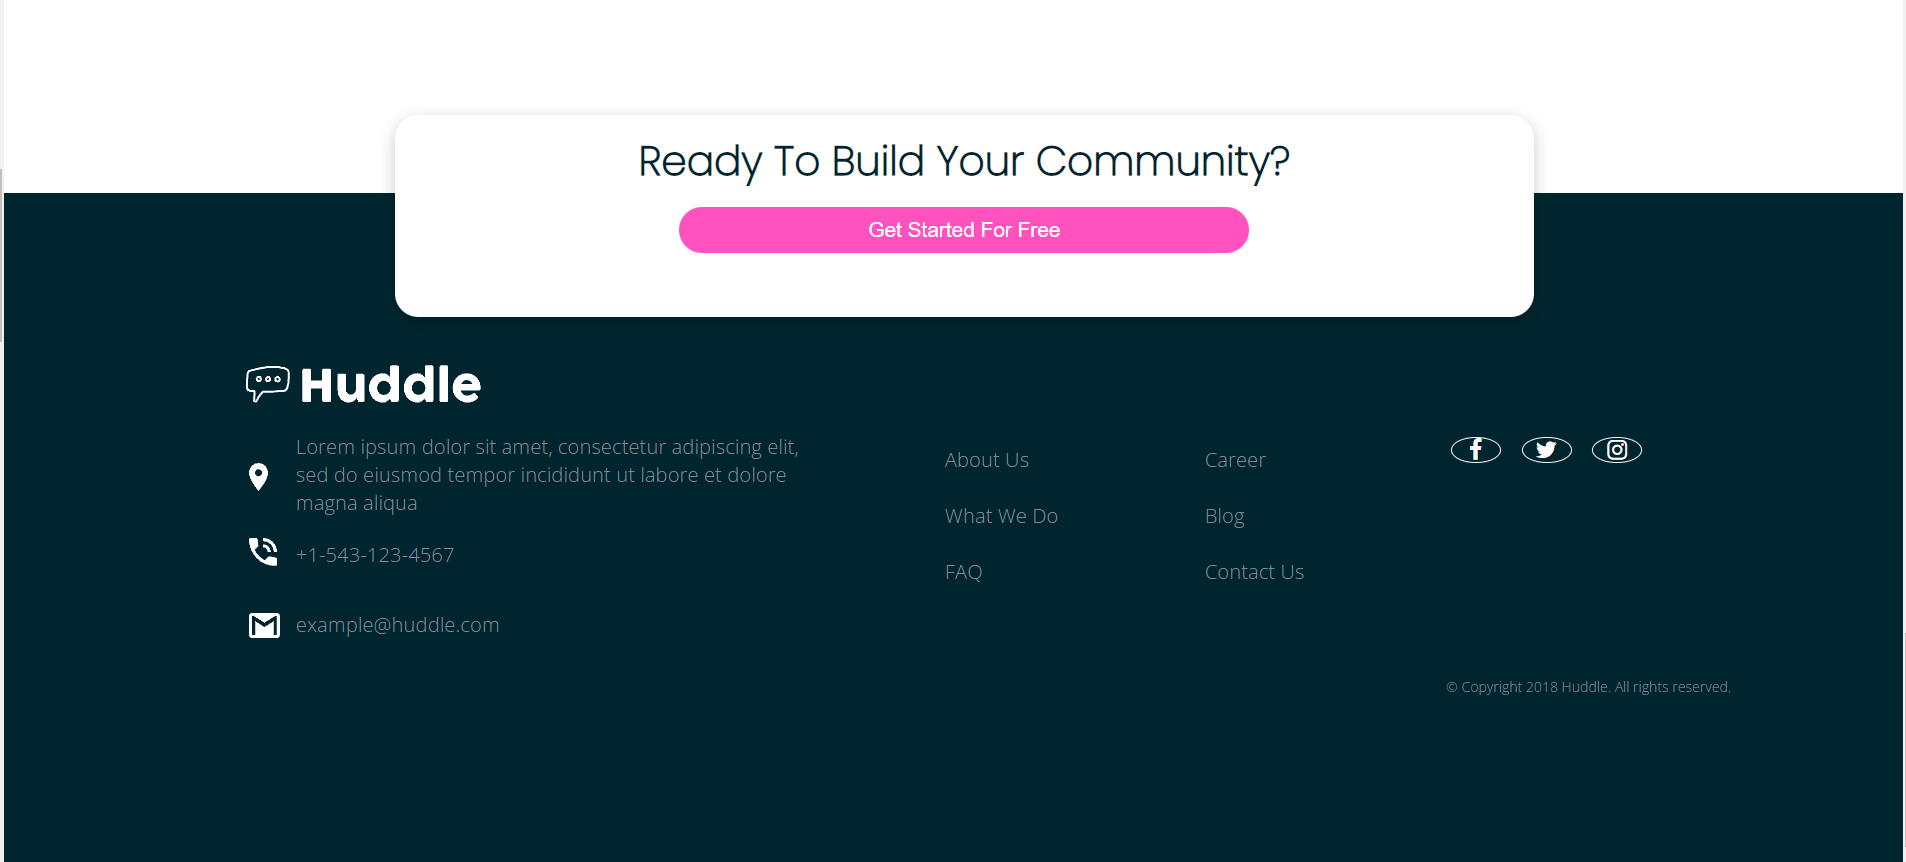 Ready To Build Your Community?
Get Started For Free
Huddle
Lorem ipsum dolor sit amet, consectetur adipiscing elit,
sed do eiusmod tempor incididunt ut labore et dolore
magna aliqua
+1-543-123-4567
example@huddle.com
About Us
What We Do
FAQ
Career
Blog
Contact Us
© Copyright 2018 Huddle. All rights reserved.